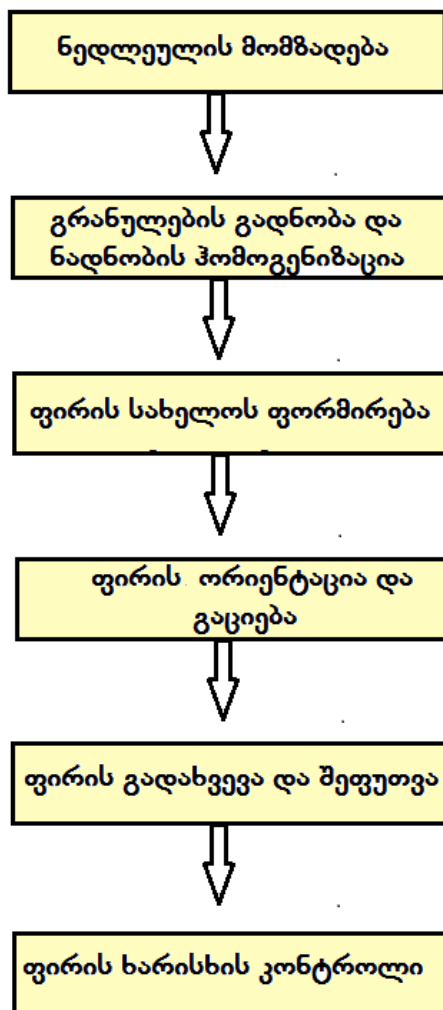 ნედლეულის მომზადება
გრანულების გადნობა და
ნადნობის ჰომოგენიზაცია
ფირის სახელოს ფორმირება
ფირის ორიენტაცია და
გაციება
ფირის გადახვევა და შეფუთვა
ფირის ხარისხის კონტროლი